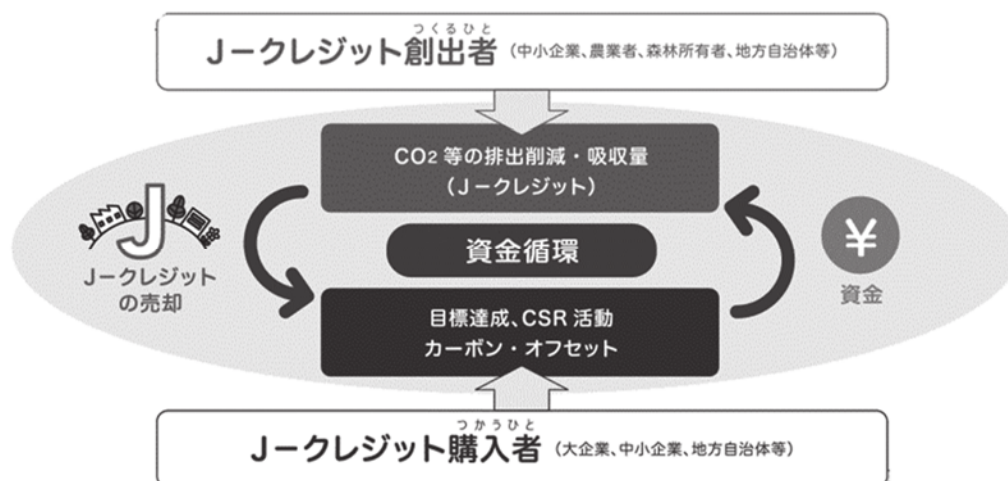 つくるひと
J−クレジット創出者（中小企業、農業者、森林所有者、地方自治体等）
CO2 等の排出削減・吸収量
（J−クレジット）
J
J−クレジット
の売却
資金循環
¥
資金
目標達成、CSR 活動
カーボン・オフセット
つかうひと
J−クレジット購入者（大企業、中小企業、地方自治体等）